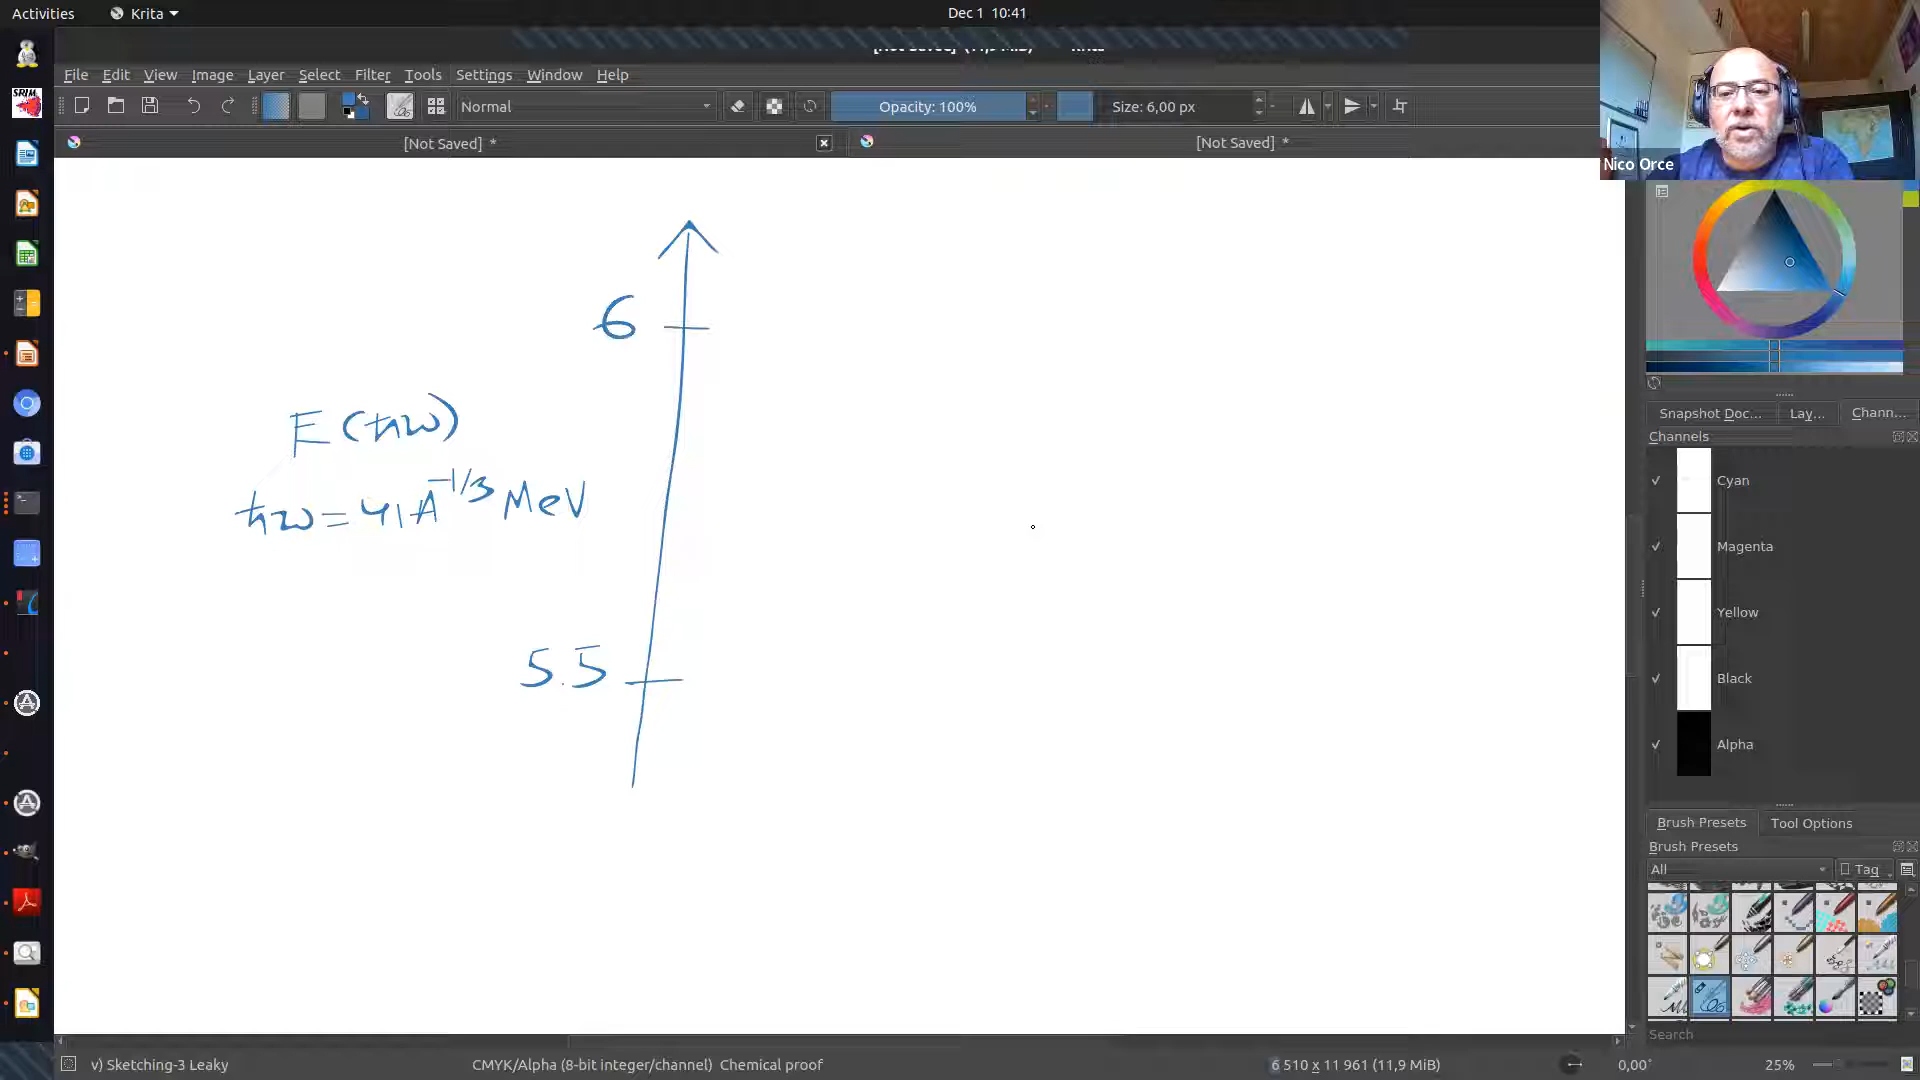 Activities Krita Dec 1 10:41
File Edit View Image Layer Select Filter Tools Settings Window Help
Normal Opacity: 100% Size: 6,00 px
[Not Saved] * [Not Saved] *
Nico Orce
SRIM
6
E (ħω)
ħω = 41 A^-1/3 MeV
5.5
Snapshot Doc... Lay... Chann...
Channels
Cyan
Magenta
Yellow
Black
Alpha
Brush Presets Tool Options
Brush Presets
All Tag
Search
v) Sketching-3 Leaky CMYK/Alpha (8-bit integer/channel) Chemical proof 6 510 x 11 961 (11,9 MiB) 0,00° 25%